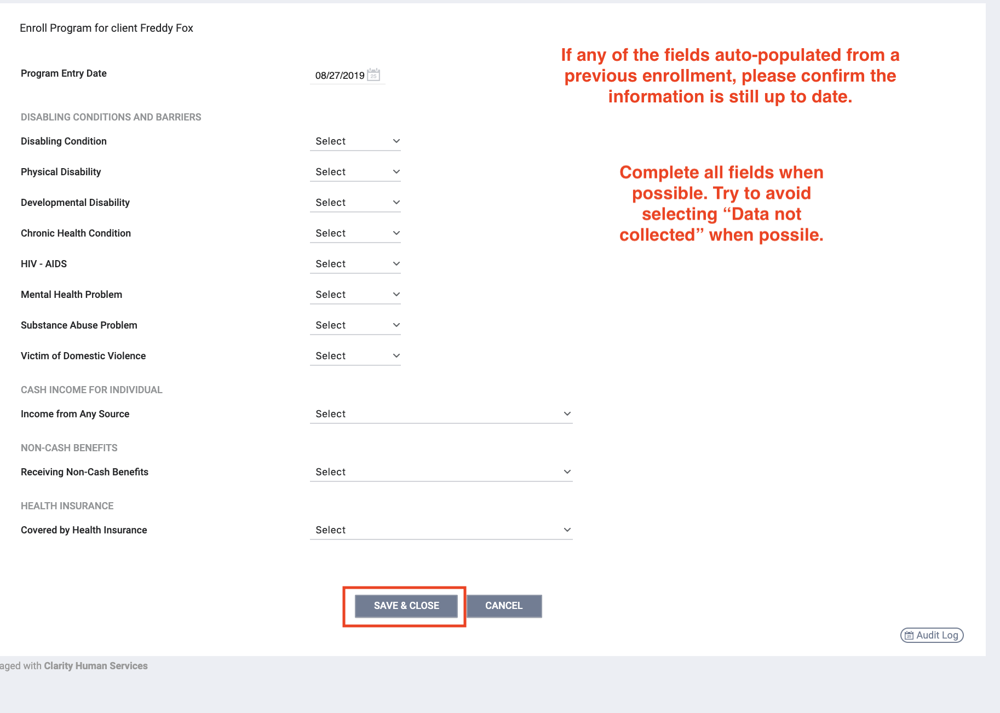 Enroll Program for client Freddy Fox
If any of the fields auto-populated from a
previous enrollment, please confirm the
information is still up to date.
Program Entry Date 08/27/2019 25
DISABLING CONDITIONS AND BARRIERS
Disabling Condition Select
Physical Disability Select
Complete all fields when
possible. Try to avoid
selecting “Data not
collected” when possile.
Developmental Disability Select
Chronic Health Condition Select
HIV - AIDS Select
Mental Health Problem Select
Substance Abuse Problem Select
Victim of Domestic Violence Select
CASH INCOME FOR INDIVIDUAL
Income from Any Source Select
NON-CASH BENEFITS
Receiving Non-Cash Benefits Select
HEALTH INSURANCE
Covered by Health Insurance Select
SAVE & CLOSE CANCEL
25 Audit Log
aged with Clarity Human Services